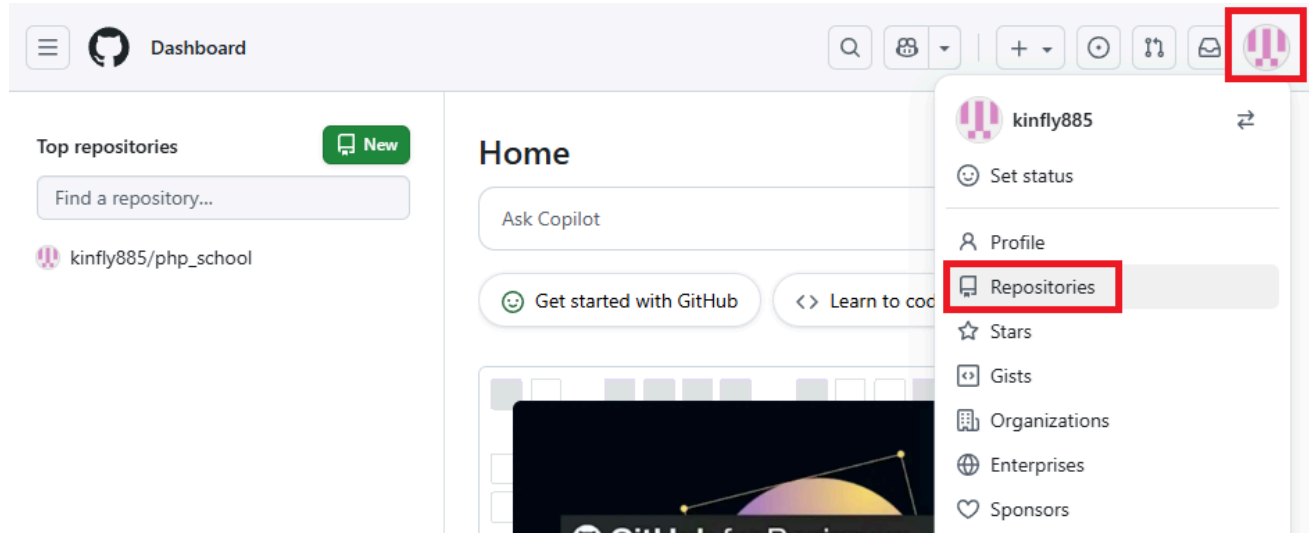 Dashboard
Top repositories
New
Find a repository...
kinfly885/php_school
Home
Ask Copilot
Get started with GitHub
Learn to cod
kinfly885
Set status
Profile
Repositories
Stars
Gists
Organizations
Enterprises
Sponsors